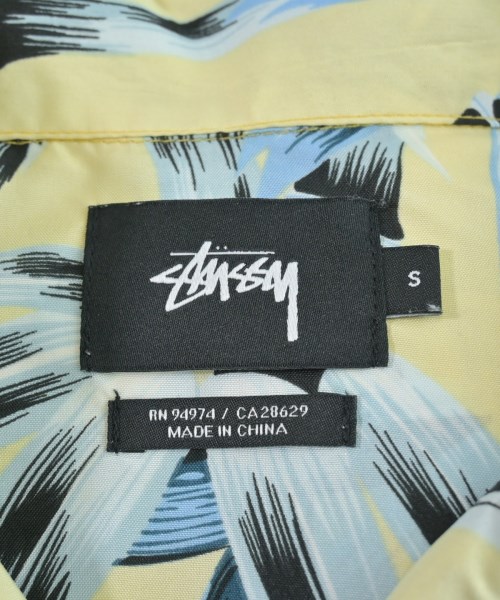 stüssy
S
RN 94974 / CA28629
MADE IN CHINA